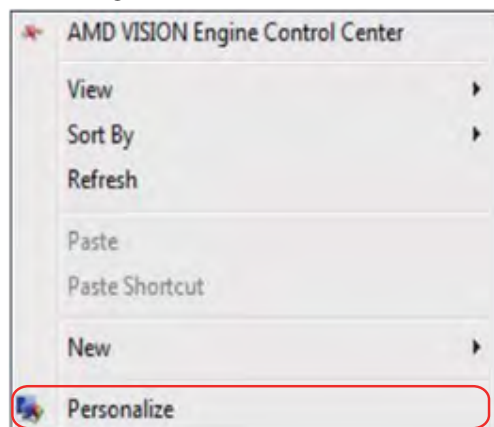 AMD VISION Engine Control Center
View
Sort By
Refresh
Paste
Paste Shortcut
New
Personalize